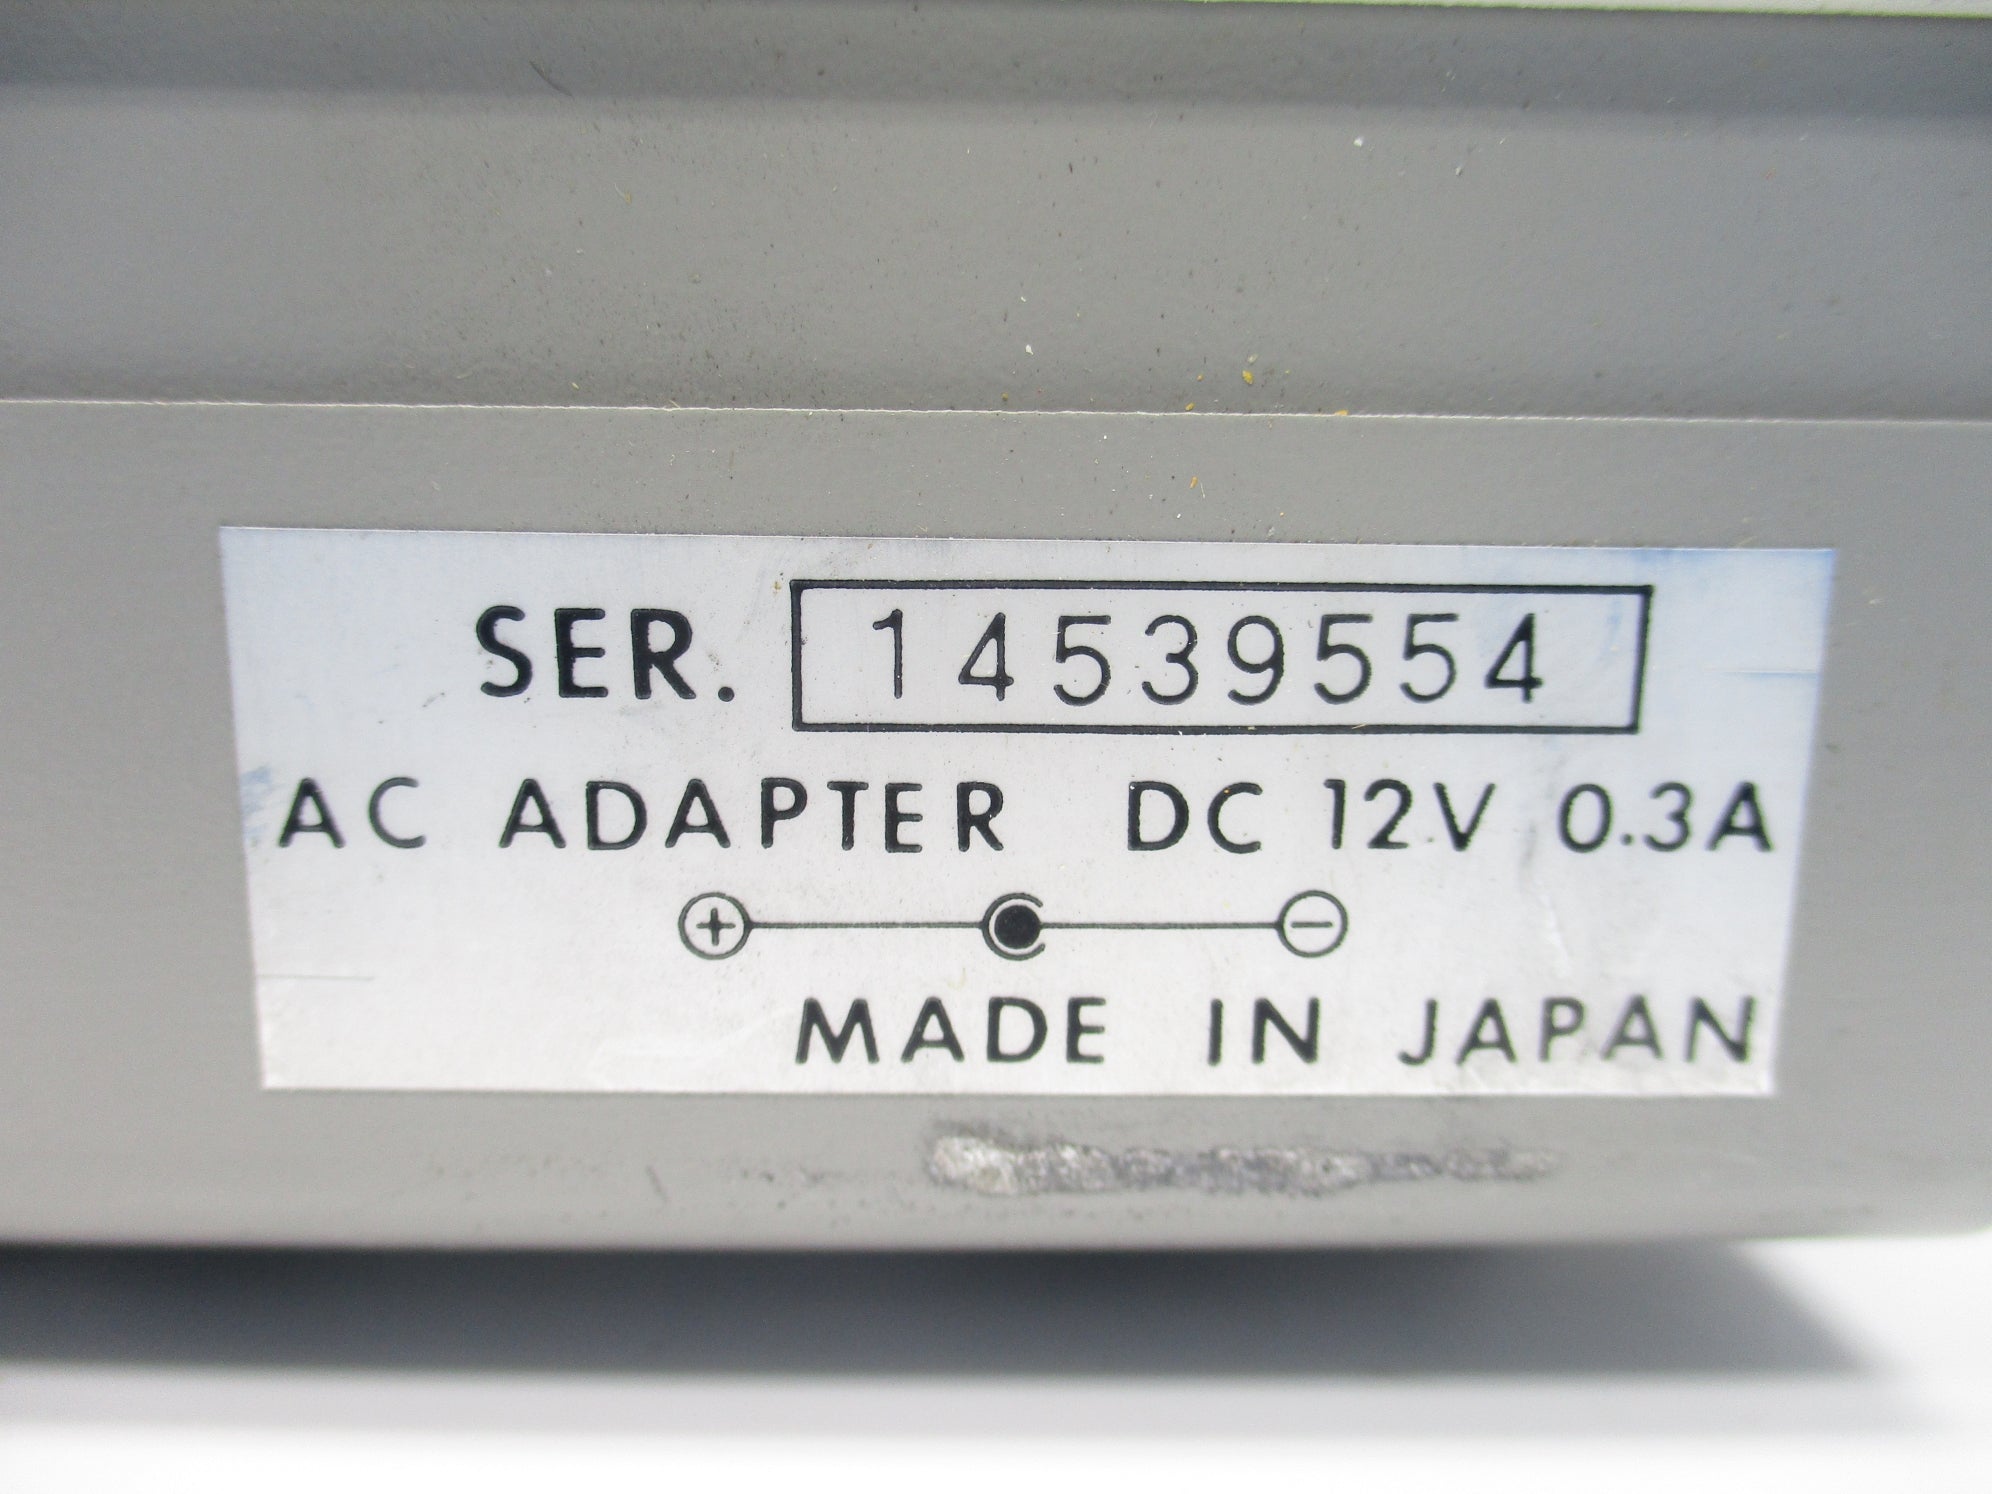 SER. 14539554
AC ADAPTER DC 12V 0.3A
+ −
MADE IN JAPAN